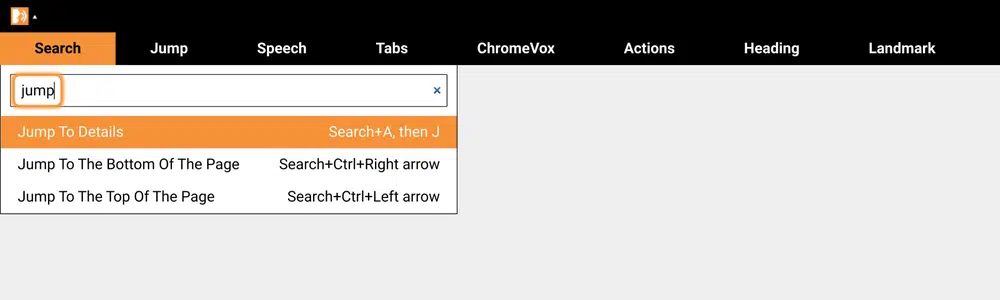 Search Jump Speech Tabs ChromeVox Actions Heading Landmark
jump ×
Jump To Details Search+A, then J
Jump To The Bottom Of The Page Search+Ctrl+Right arrow
Jump To The Top Of The Page Search+Ctrl+Left arrow